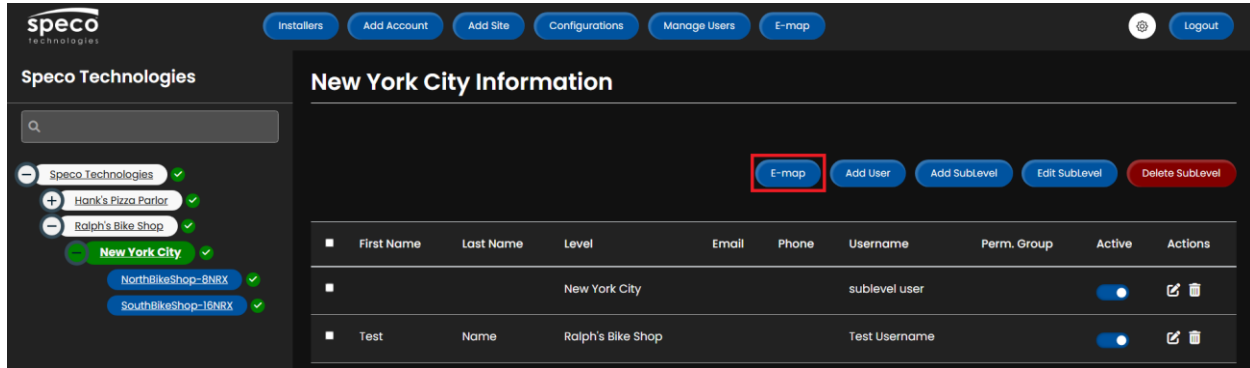 speco
technologies
Installers
Add Account
Add Site
Configurations
Manage Users
E-map
Logout
Speco Technologies
Speco Technologies
Hank's Pizza Parlor
Ralph's Bike Shop
New York City
NorthBikeShop-8NRX
SouthBikeShop-16NRX
New York City Information
E-map
Add User
Add SubLevel
Edit SubLevel
Delete SubLevel
First Name Last Name Level Email Phone Username Perm. Group Active Actions
New York City sublevel user
Test Name Ralph's Bike Shop Test Username